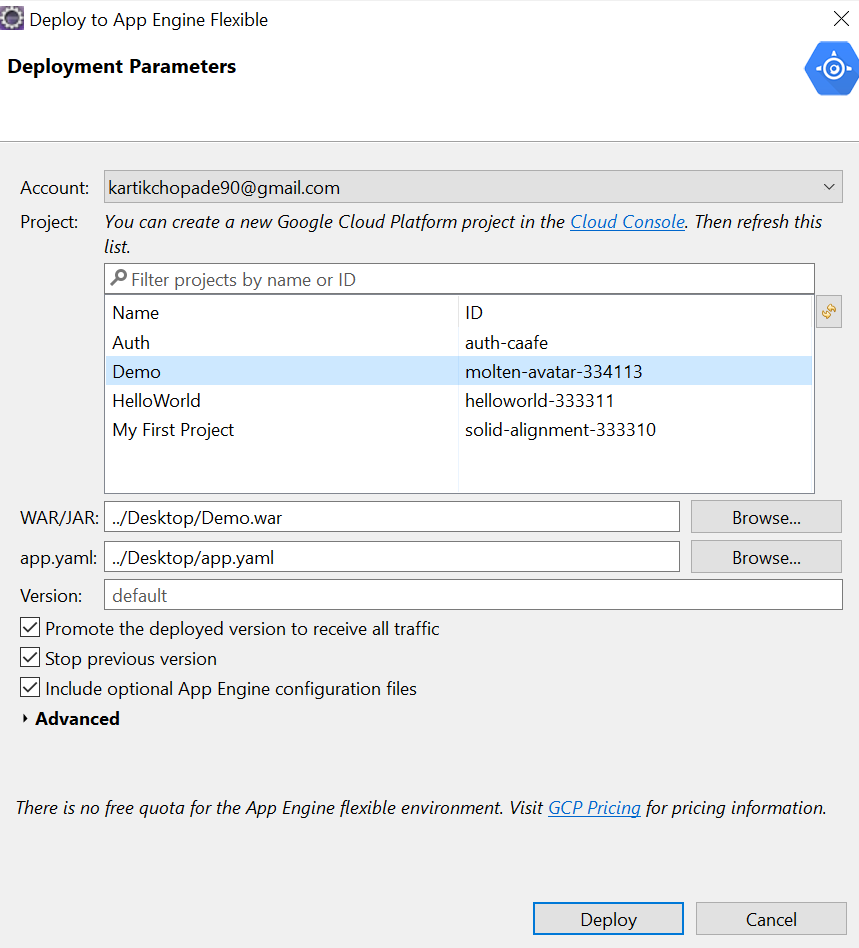 Deploy to App Engine Flexible
Deployment Parameters
Account: kartikchopade90@gmail.com
Project: You can create a new Google Cloud Platform project in the Cloud Console. Then refresh this
list.
Filter projects by name or ID
Name ID
Auth auth-caafe
Demo molten-avatar-334113
HelloWorld helloworld-333311
My First Project solid-alignment-333310
WAR/JAR: ../Desktop/Demo.war Browse...
app.yaml: ../Desktop/app.yaml Browse...
Version: default
Promote the deployed version to receive all traffic
Stop previous version
Include optional App Engine configuration files
Advanced
There is no free quota for the App Engine flexible environment. Visit GCP Pricing for pricing information.
Deploy Cancel